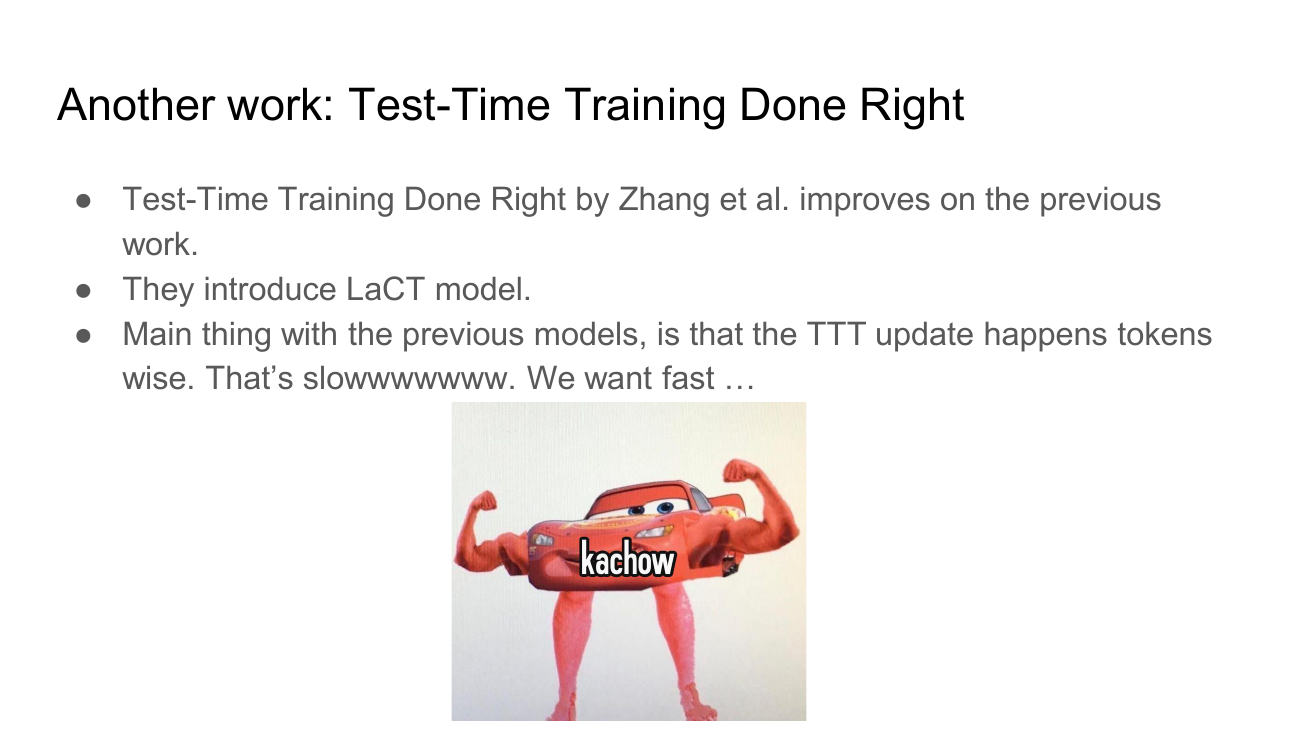 Another work: Test-Time Training Done Right
● Test-Time Training Done Right by Zhang et al. improves on the previous
work.
● They introduce LaCT model.
● Main thing with the previous models, is that the TTT update happens tokens
wise. That’s slowwwwwww. We want fast …
kachow